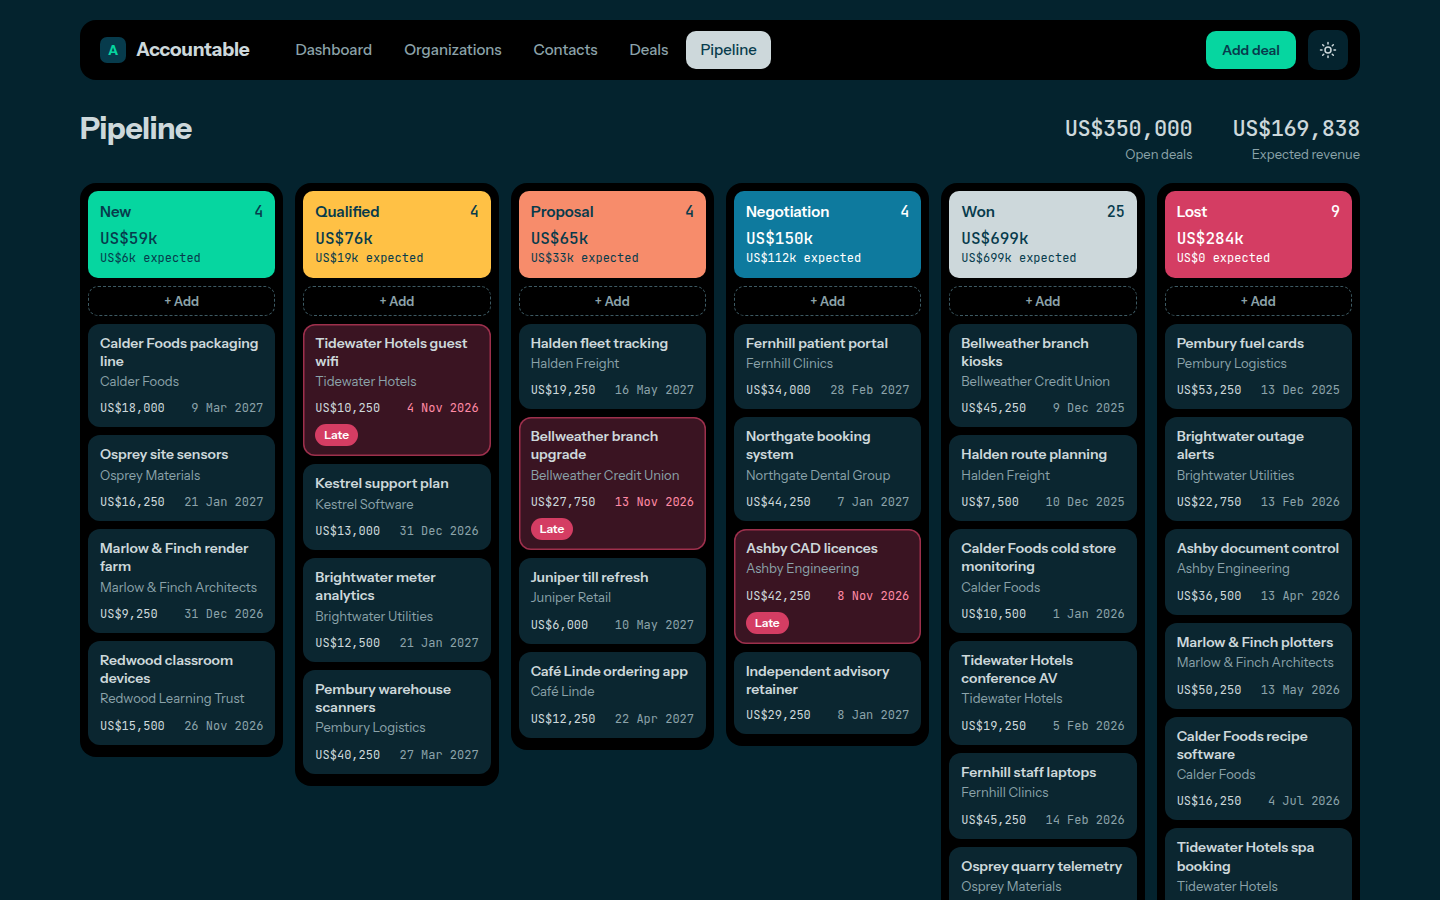 A Accountable
Dashboard
Organizations
Contacts
Deals
Pipeline
Add deal
Pipeline
US$350,000
Open deals
US$169,838
Expected revenue
New 4
US$59k
US$6k expected
+ Add
Calder Foods packaging
line
Calder Foods
US$18,000 9 Mar 2027
Osprey site sensors
Osprey Materials
US$16,250 21 Jan 2027
Marlow & Finch render
farm
Marlow & Finch Architects
US$9,250 31 Dec 2026
Redwood classroom
devices
Redwood Learning Trust
US$15,500 26 Nov 2026
Qualified 4
US$76k
US$19k expected
+ Add
Tidewater Hotels guest
wifi
Tidewater Hotels
US$10,250 4 Nov 2026
Late
Kestrel support plan
Kestrel Software
US$13,000 31 Dec 2026
Brightwater meter
analytics
Brightwater Utilities
US$12,500 21 Jan 2027
Pembury warehouse
scanners
Pembury Logistics
US$40,250 27 Mar 2027
Proposal 4
US$65k
US$33k expected
+ Add
Halden fleet tracking
Halden Freight
US$19,250 16 May 2027
Bellweather branch
upgrade
Bellweather Credit Union
US$27,750 13 Nov 2026
Late
Juniper till refresh
Juniper Retail
US$6,000 10 May 2027
Café Linde ordering app
Café Linde
US$12,250 22 Apr 2027
Negotiation 4
US$150k
US$112k expected
+ Add
Fernhill patient portal
Fernhill Clinics
US$34,000 28 Feb 2027
Northgate booking
system
Northgate Dental Group
US$44,250 7 Jan 2027
Ashby CAD licences
Ashby Engineering
US$42,250 8 Nov 2026
Late
Independent advisory
retainer
US$29,250 8 Jan 2027
Won 25
US$699k
US$699k expected
+ Add
Bellweather branch
kiosks
Bellweather Credit Union
US$45,250 9 Dec 2025
Halden route planning
Halden Freight
US$7,500 10 Dec 2025
Calder Foods cold store
monitoring
Calder Foods
US$10,500 1 Jan 2026
Tidewater Hotels
conference AV
Tidewater Hotels
US$19,250 5 Feb 2026
Fernhill staff laptops
Fernhill Clinics
US$45,250 14 Feb 2026
Osprey quarry telemetry
Osprey Materials
Lost 9
US$284k
US$0 expected
+ Add
Pembury fuel cards
Pembury Logistics
US$53,250 13 Dec 2025
Brightwater outage
alerts
Brightwater Utilities
US$22,750 13 Feb 2026
Ashby document control
Ashby Engineering
US$36,500 13 Apr 2026
Marlow & Finch plotters
Marlow & Finch Architects
US$50,250 13 May 2026
Calder Foods recipe
software
Calder Foods
US$16,250 4 Jul 2026
Tidewater Hotels spa
booking
Tidewater Hotels